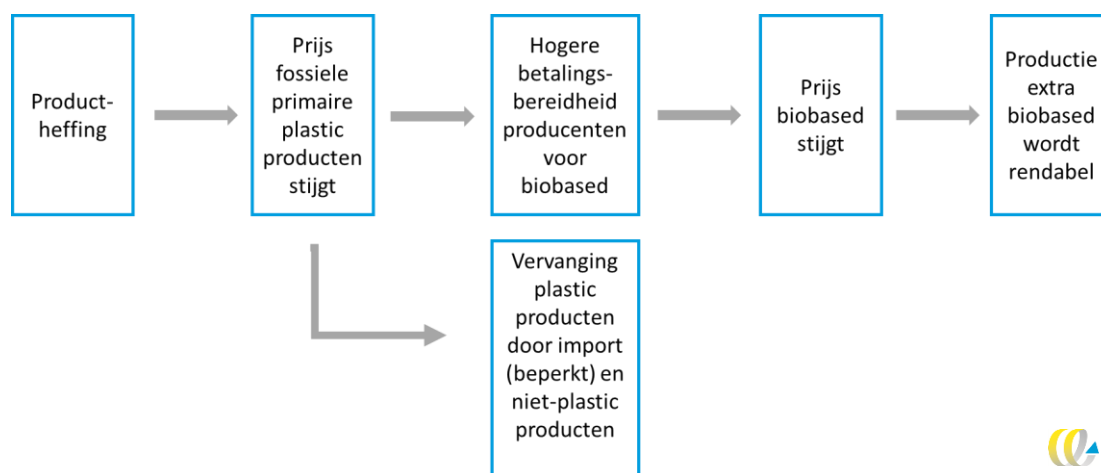 Product-
heffing
Prijs
fossiele
primaire
plastic
producten
stijgt
Hogere
betalings-
bereidheid
producenten
voor
biobased
Prijs
biobased
stijgt
Productie
extra
biobased
wordt
rendabel
Vervanging
plastic
producten
door import
(beperkt) en
niet-plastic
producten